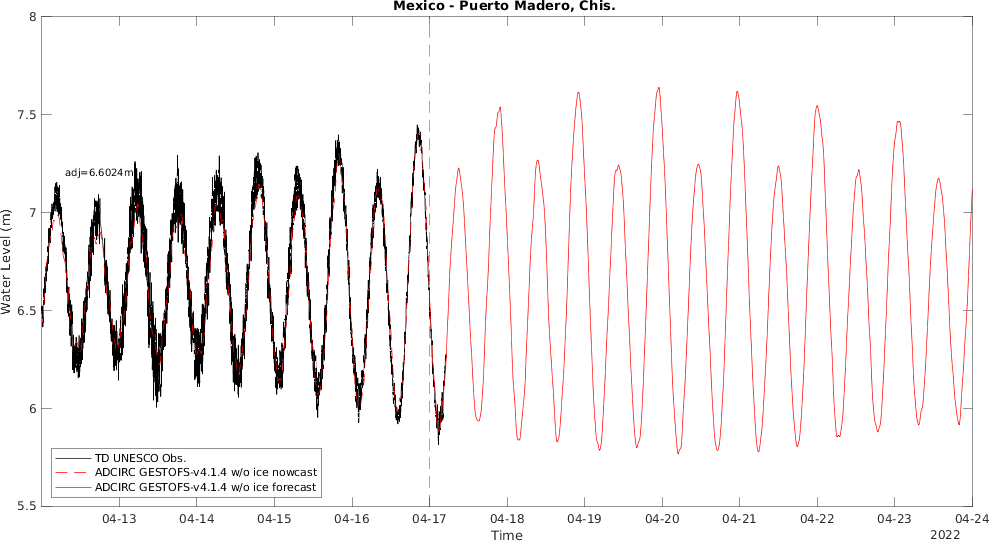 Mexico - Puerto Madero, Chis.
8
7.5
7
6.5
6
5.5
Water Level (m)
adj=6.6024m
TD UNESCO Obs.
ADCIRC GESTOFS-v4.1.4 w/o ice nowcast
ADCIRC GESTOFS-v4.1.4 w/o ice forecast
04-13 04-14 04-15 04-16 04-17 04-18 04-19 04-20 04-21 04-22 04-23 04-24
Time
2022